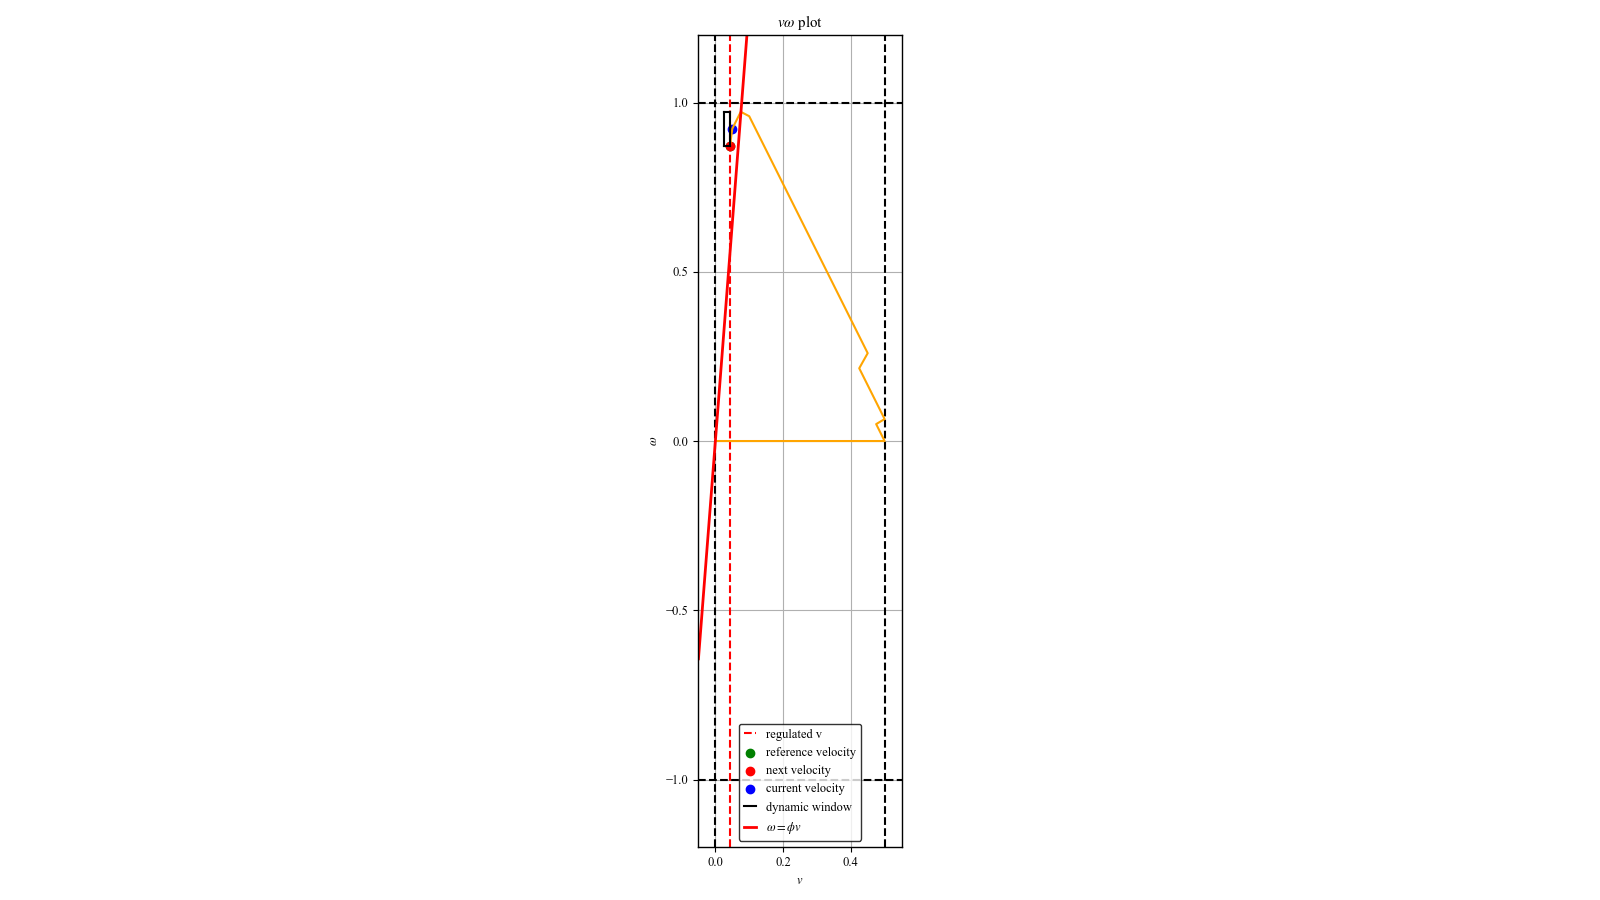 vω plot
1.0
0.5
0.0
−0.5
−1.0
ω
0.0 0.2 0.4
v
regulated v
reference velocity
next velocity
current velocity
dynamic window
ω = ϕv